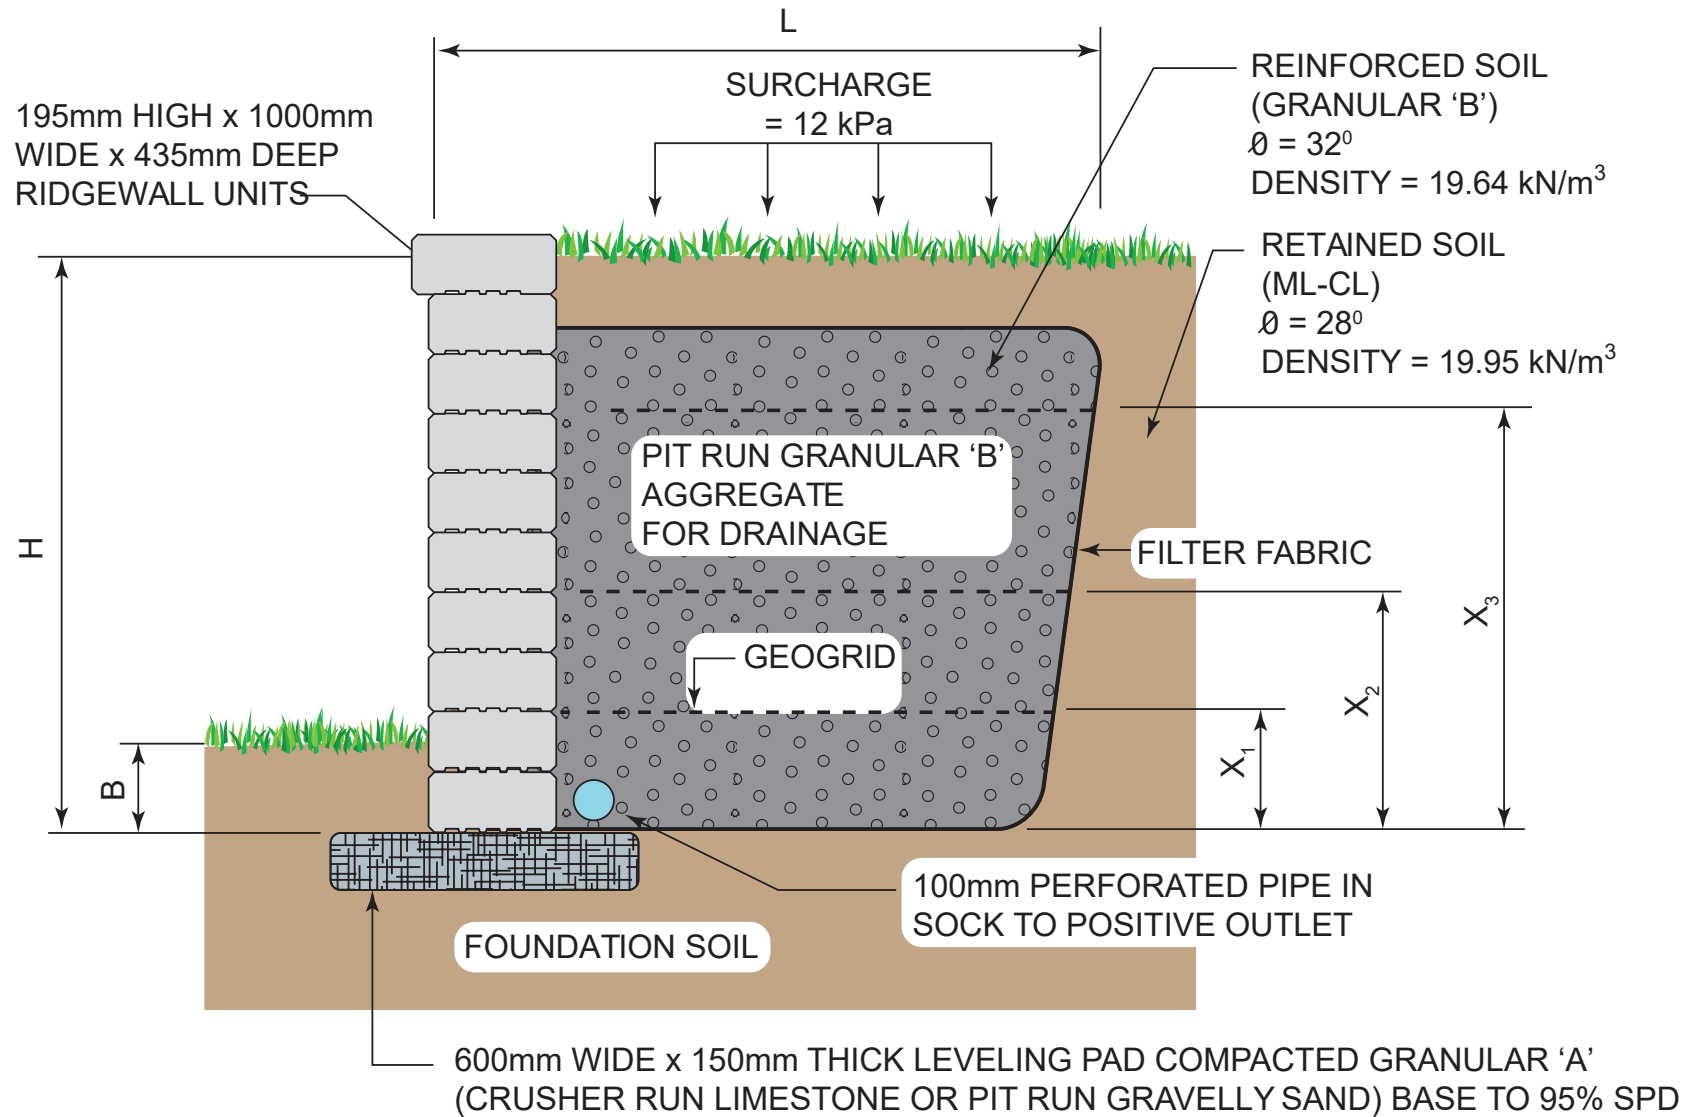 L
SURCHARGE
= 12 kPa
195mm HIGH x 1000mm
WIDE x 435mm DEEP
RIDGEWALL UNITS
REINFORCED SOIL
(GRANULAR ‘B’)
Ø = 32⁰
DENSITY = 19.64 kN/m³
RETAINED SOIL
(ML-CL)
Ø = 28⁰
DENSITY = 19.95 kN/m³
PIT RUN GRANULAR ‘B’
AGGREGATE
FOR DRAINAGE
FILTER FABRIC
H
X₃
GEOGRID
X₂
X₁
B
100mm PERFORATED PIPE IN
SOCK TO POSITIVE OUTLET
FOUNDATION SOIL
600mm WIDE x 150mm THICK LEVELING PAD COMPACTED GRANULAR ‘A’
(CRUSHER RUN LIMESTONE OR PIT RUN GRAVELLY SAND) BASE TO 95% SPD